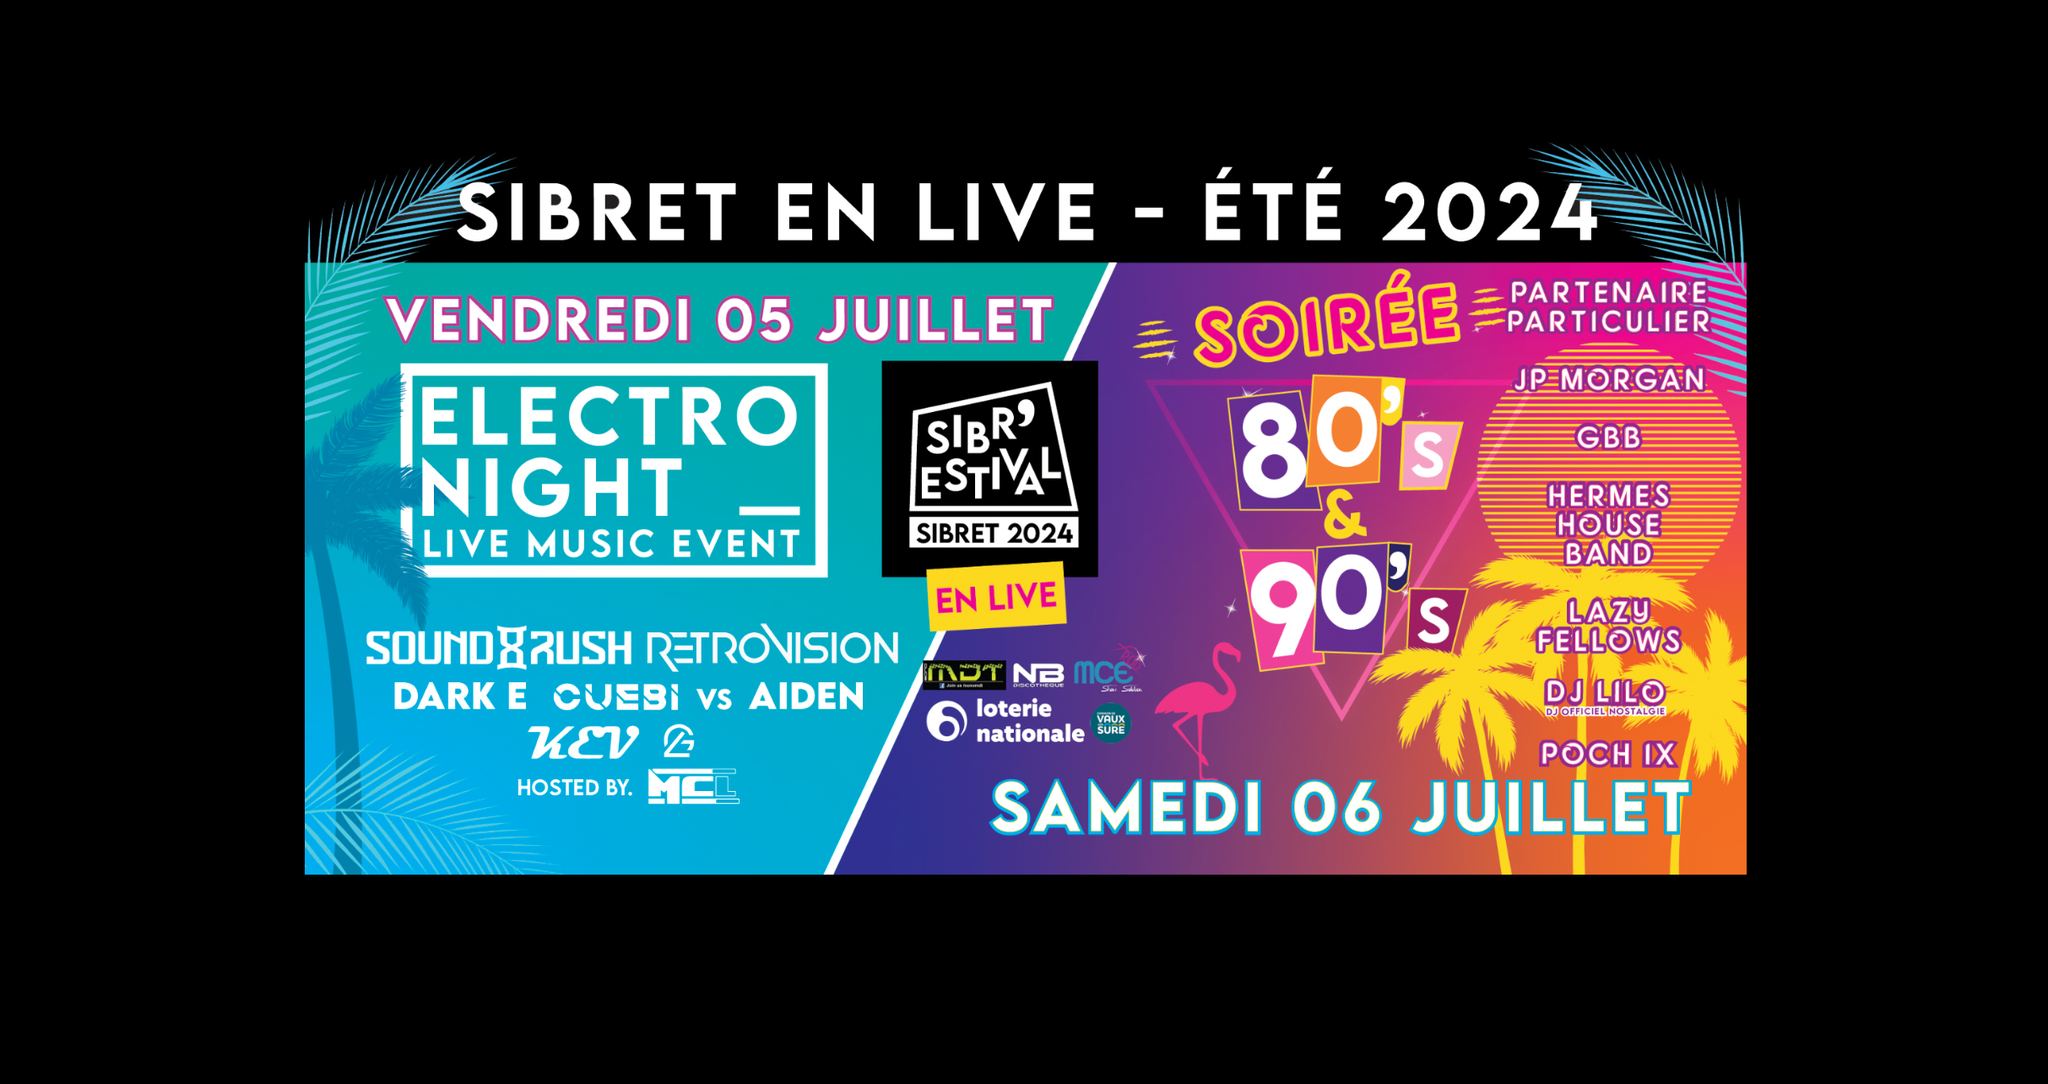 SIBRET EN LIVE - ÉTÉ 2024
VENDREDI 05 JUILLET
ELECTRO
NIGHT _
LIVE MUSIC EVENT
SOUND RUSH RETROVISION
DARK E CUEBI VS AIDEN
KEV
HOSTED BY. MCL
SIBR'
ESTIVAL
SIBRET 2024
EN LIVE
MDT
NB
DISCOTHEQUE
MCE
loterie
nationale
VAUX
SURE
SOIRÉE
80's
&
90's
PARTENAIRE
PARTICULIER
JP MORGAN
GBB
HERMES
HOUSE
BAND
LAZY
FELLOWS
DJ LILO
DJ OFFICIEL NOSTALGIE
POCH IX
SAMEDI 06 JUILLET